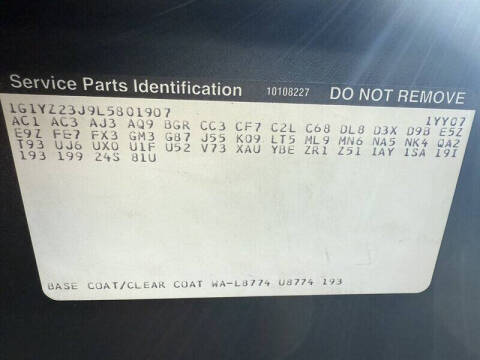 Service Parts Identification 10108227 DO NOT REMOVE
1G1YZ23J9L5801907 1YY07
AC1 AC3 AJ3 AQ9 BGR CC3 CF7 C2L C68 DL8 D3X D9B E5Z
E9Z FE7 FX3 GM3 G87 J55 K09 LT5 ML9 MN6 NA5 NK4 QA2
T93 UJ6 UX0 U1F U52 V73 XAU YBE ZR1 Z51 1AY 1SA 19I
193 199 24S 81U
BASE COAT/CLEAR COAT WA-L8774 U8774 193